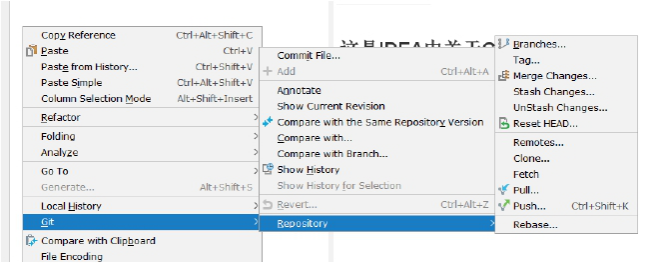 Copy Reference Ctrl+Alt+Shift+C
Paste Ctrl+V
Paste from History... Ctrl+Shift+V
Paste Simple Ctrl+Alt+Shift+V
Column Selection Mode Alt+Shift+Insert
Refactor
Folding
Analyze
Go To
Generate... Alt+Shift+S
Local History
Git
Compare with Clipboard
File Encoding
这是IDEA中关于
Commit File...
Add Ctrl+Alt+A
Annotate
Show Current Revision
Compare with the Same Repository Version
Compare with...
Compare with Branch...
Show History
Show History for Selection
Revert... Ctrl+Alt+Z
Repository
Branches...
Tag...
Merge Changes...
Stash Changes...
UnStash Changes...
Reset HEAD...
Remotes...
Clone...
Fetch
Pull...
Push... Ctrl+Shift+K
Rebase...